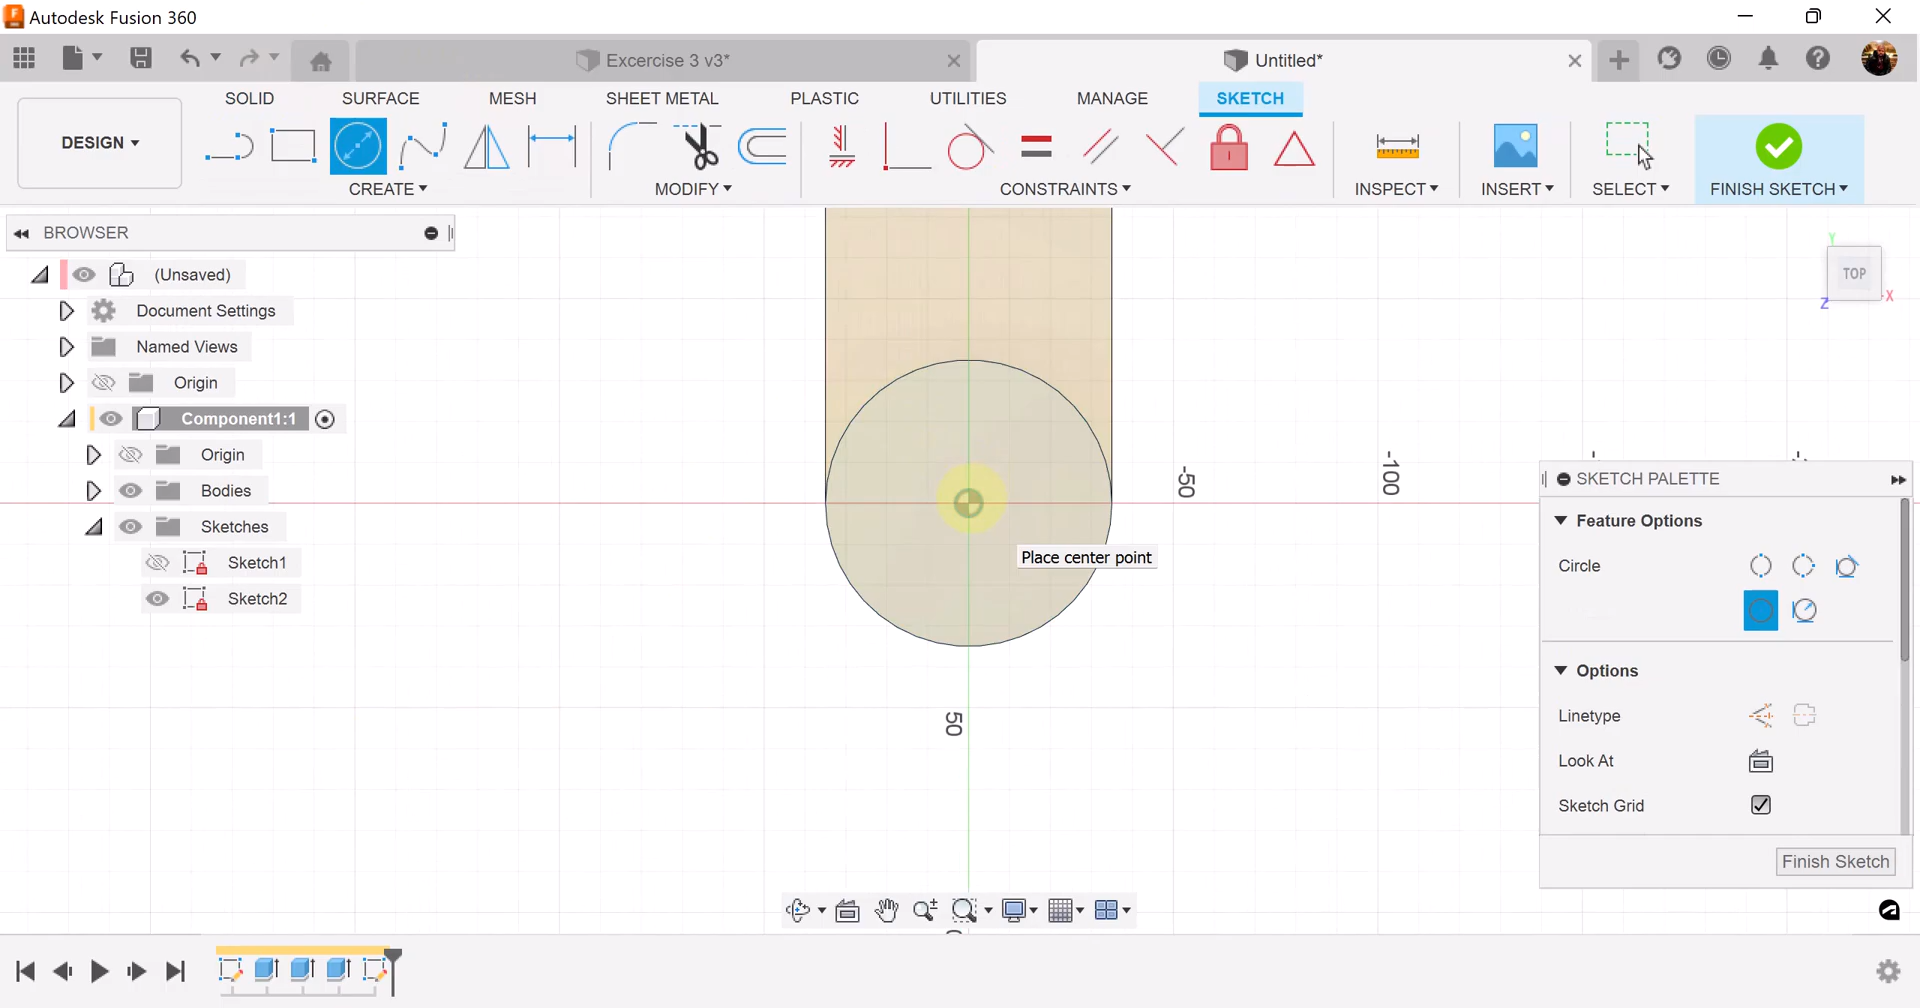 Autodesk Fusion 360
Excercise 3 v3*
Untitled*
DESIGN
SOLID
SURFACE
MESH
SHEET METAL
PLASTIC
UTILITIES
MANAGE
SKETCH
CREATE
MODIFY
CONSTRAINTS
INSPECT
INSERT
SELECT
FINISH SKETCH
BROWSER
(Unsaved)
Document Settings
Named Views
Origin
Component1:1
Origin
Bodies
Sketches
Sketch1
Sketch2
Y
TOP
X
Z
-50
-100
50
Place center point
SKETCH PALETTE
Feature Options
Circle
Options
Linetype
Look At
Sketch Grid
Finish Sketch